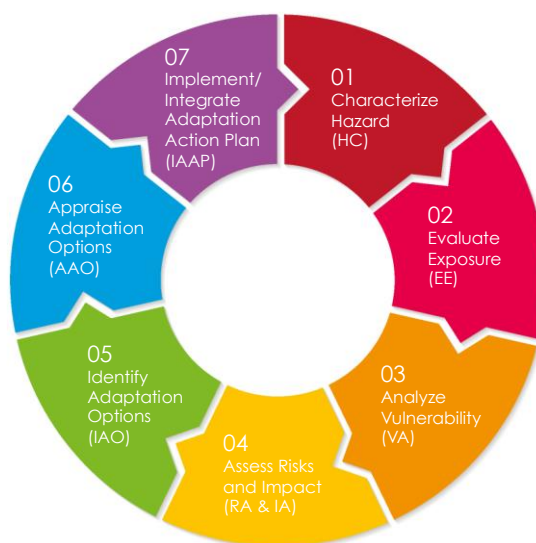 01
Characterize
Hazard
(HC)
02
Evaluate
Exposure
(EE)
03
Analyze
Vulnerability
(VA)
04
Assess Risks
and Impact
(RA & IA)
05
Identify
Adaptation
Options
(IAO)
06
Appraise
Adaptation
Options
(AAO)
07
Implement/
Integrate
Adaptation
Action Plan
(IAAP)